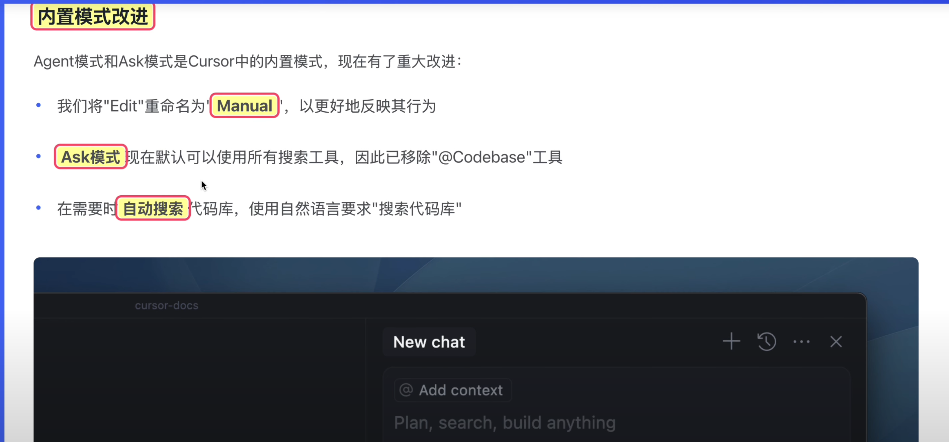 内置模式改进
Agent模式和Ask模式是Cursor中的内置模式，现在有了重大改进：
• 我们将"Edit"重命名为"Manual"，以更好地反映其行为
• Ask模式现在默认可以使用所有搜索工具，因此已移除"@Codebase"工具
• 在需要时自动搜索代码库，使用自然语言要求"搜索代码库"
cursor-docs
New chat
@ Add context
Plan, search, build anything